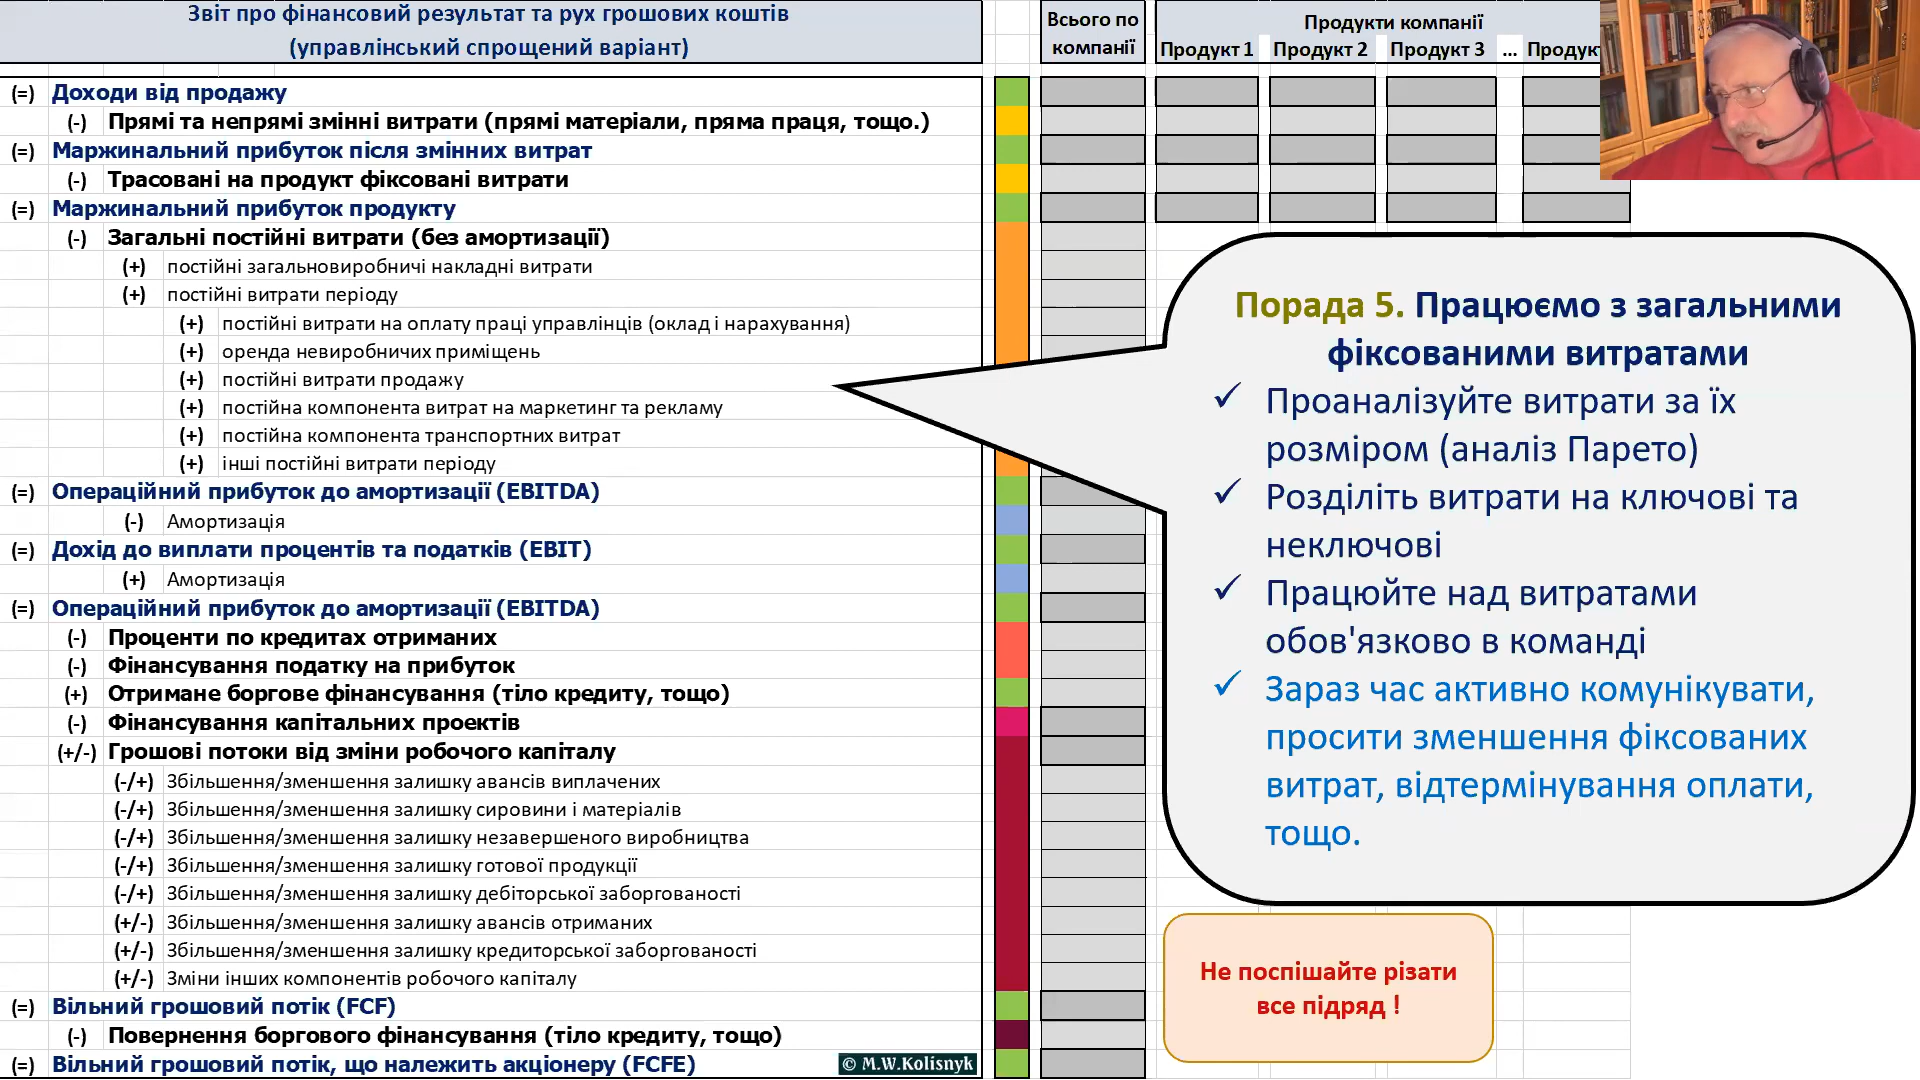 Звіт про фінансовий результат та рух грошових коштів
(управлінський спрощений варіант)
Всього по
компанії
Продукти компанії
Продукт 1 Продукт 2 Продукт 3 ... Продукт
(=) Доходи від продажу
(-) Прямі та непрямі змінні витрати (прямі матеріали, пряма праця, тощо.)
(=) Маржинальний прибуток після змінних витрат
(-) Трасовані на продукт фіксовані витрати
(=) Маржинальний прибуток продукту
(-) Загальні постійні витрати (без амортизації)
(+) постійні загальновиробничі накладні витрати
(+) постійні витрати періоду
(+) постійні витрати на оплату праці управлінців (оклад і нарахування)
(+) оренда невиробничих приміщень
(+) постійні витрати продажу
(+) постійна компонента витрат на маркетинг та рекламу
(+) постійна компонента транспортних витрат
(+) інші постійні витрати періоду
(=) Операційний прибуток до амортизації (EBITDA)
(-) Амортизація
(=) Дохід до виплати процентів та податків (EBIT)
(+) Амортизація
(=) Операційний прибуток до амортизації (EBITDA)
(-) Проценти по кредитах отриманих
(-) Фінансування податку на прибуток
(+) Отримане боргове фінансування (тіло кредиту, тощо)
(-) Фінансування капітальних проектів
(+/-) Грошові потоки від зміни робочого капіталу
(-/+) Збільшення/зменшення залишку авансів виплачених
(-/+) Збільшення/зменшення залишку сировини і матеріалів
(-/+) Збільшення/зменшення залишку незавершеного виробництва
(-/+) Збільшення/зменшення залишку готової продукції
(-/+) Збільшення/зменшення залишку дебіторської заборгованості
(+/-) Збільшення/зменшення залишку авансів отриманих
(+/-) Збільшення/зменшення залишку кредиторської заборгованості
(+/-) Зміни інших компонентів робочого капіталу
(=) Вільний грошовий потік (FCF)
(-) Повернення боргового фінансування (тіло кредиту, тощо)
(=) Вільний грошовий потік, що належить акціонеру (FCFE)
© M.W.Kolisnyk
Порада 5. Працюємо з загальними
фіксованими витратами
✓ Проаналізуйте витрати за їх
розміром (аналіз Парето)
✓ Розділіть витрати на ключові та
неключові
✓ Працюйте над витратами
обов'язково в команді
✓ Зараз час активно комунікувати,
просити зменшення фіксованих
витрат, відтермінування оплати,
тощо.
Не поспішайте різати
все підряд !